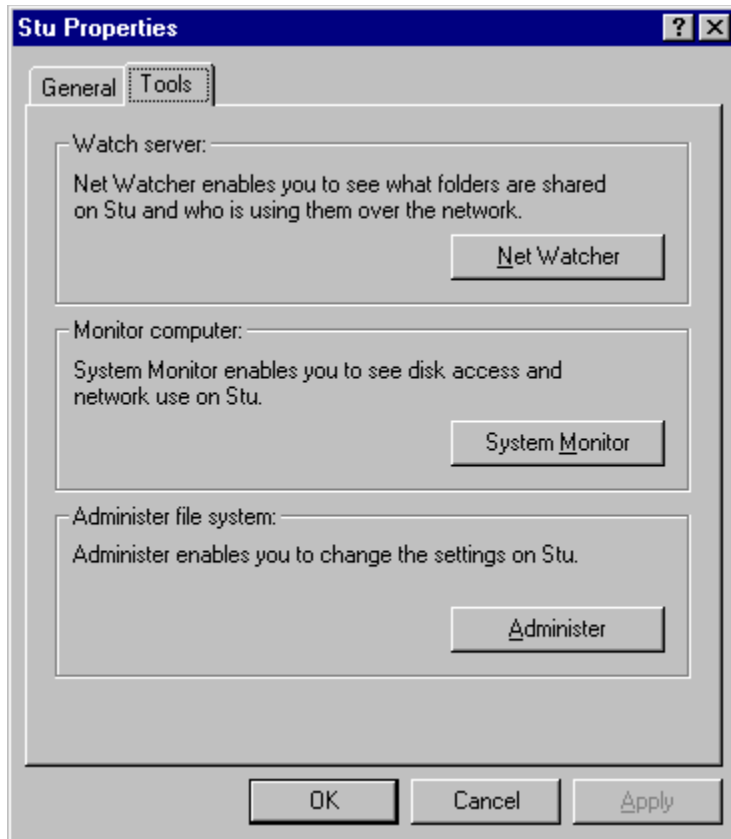 Stu Properties
General
Tools
Watch server:
Net Watcher enables you to see what folders are shared
on Stu and who is using them over the network.
Net Watcher
Monitor computer:
System Monitor enables you to see disk access and
network use on Stu.
System Monitor
Administer file system:
Administer enables you to change the settings on Stu.
Administer
OK
Cancel
Apply